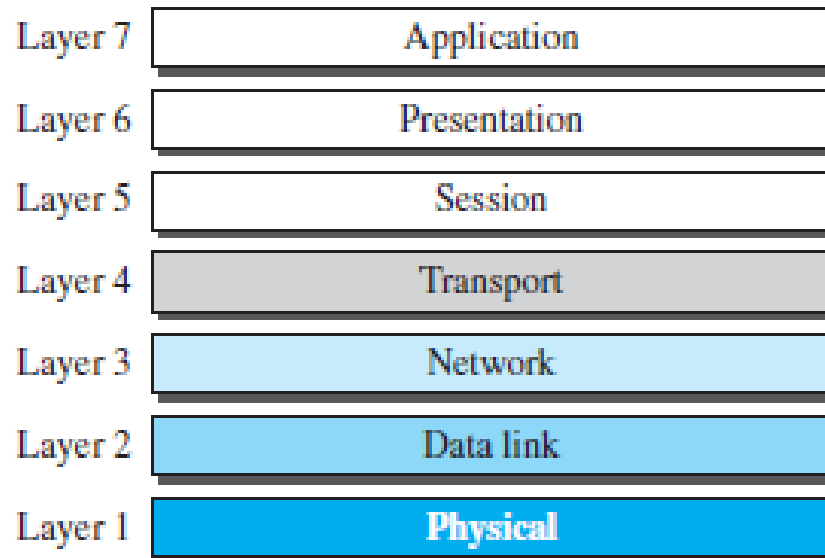 Layer 7 Application
Layer 6 Presentation
Layer 5 Session
Layer 4 Transport
Layer 3 Network
Layer 2 Data link
Layer 1 Physical